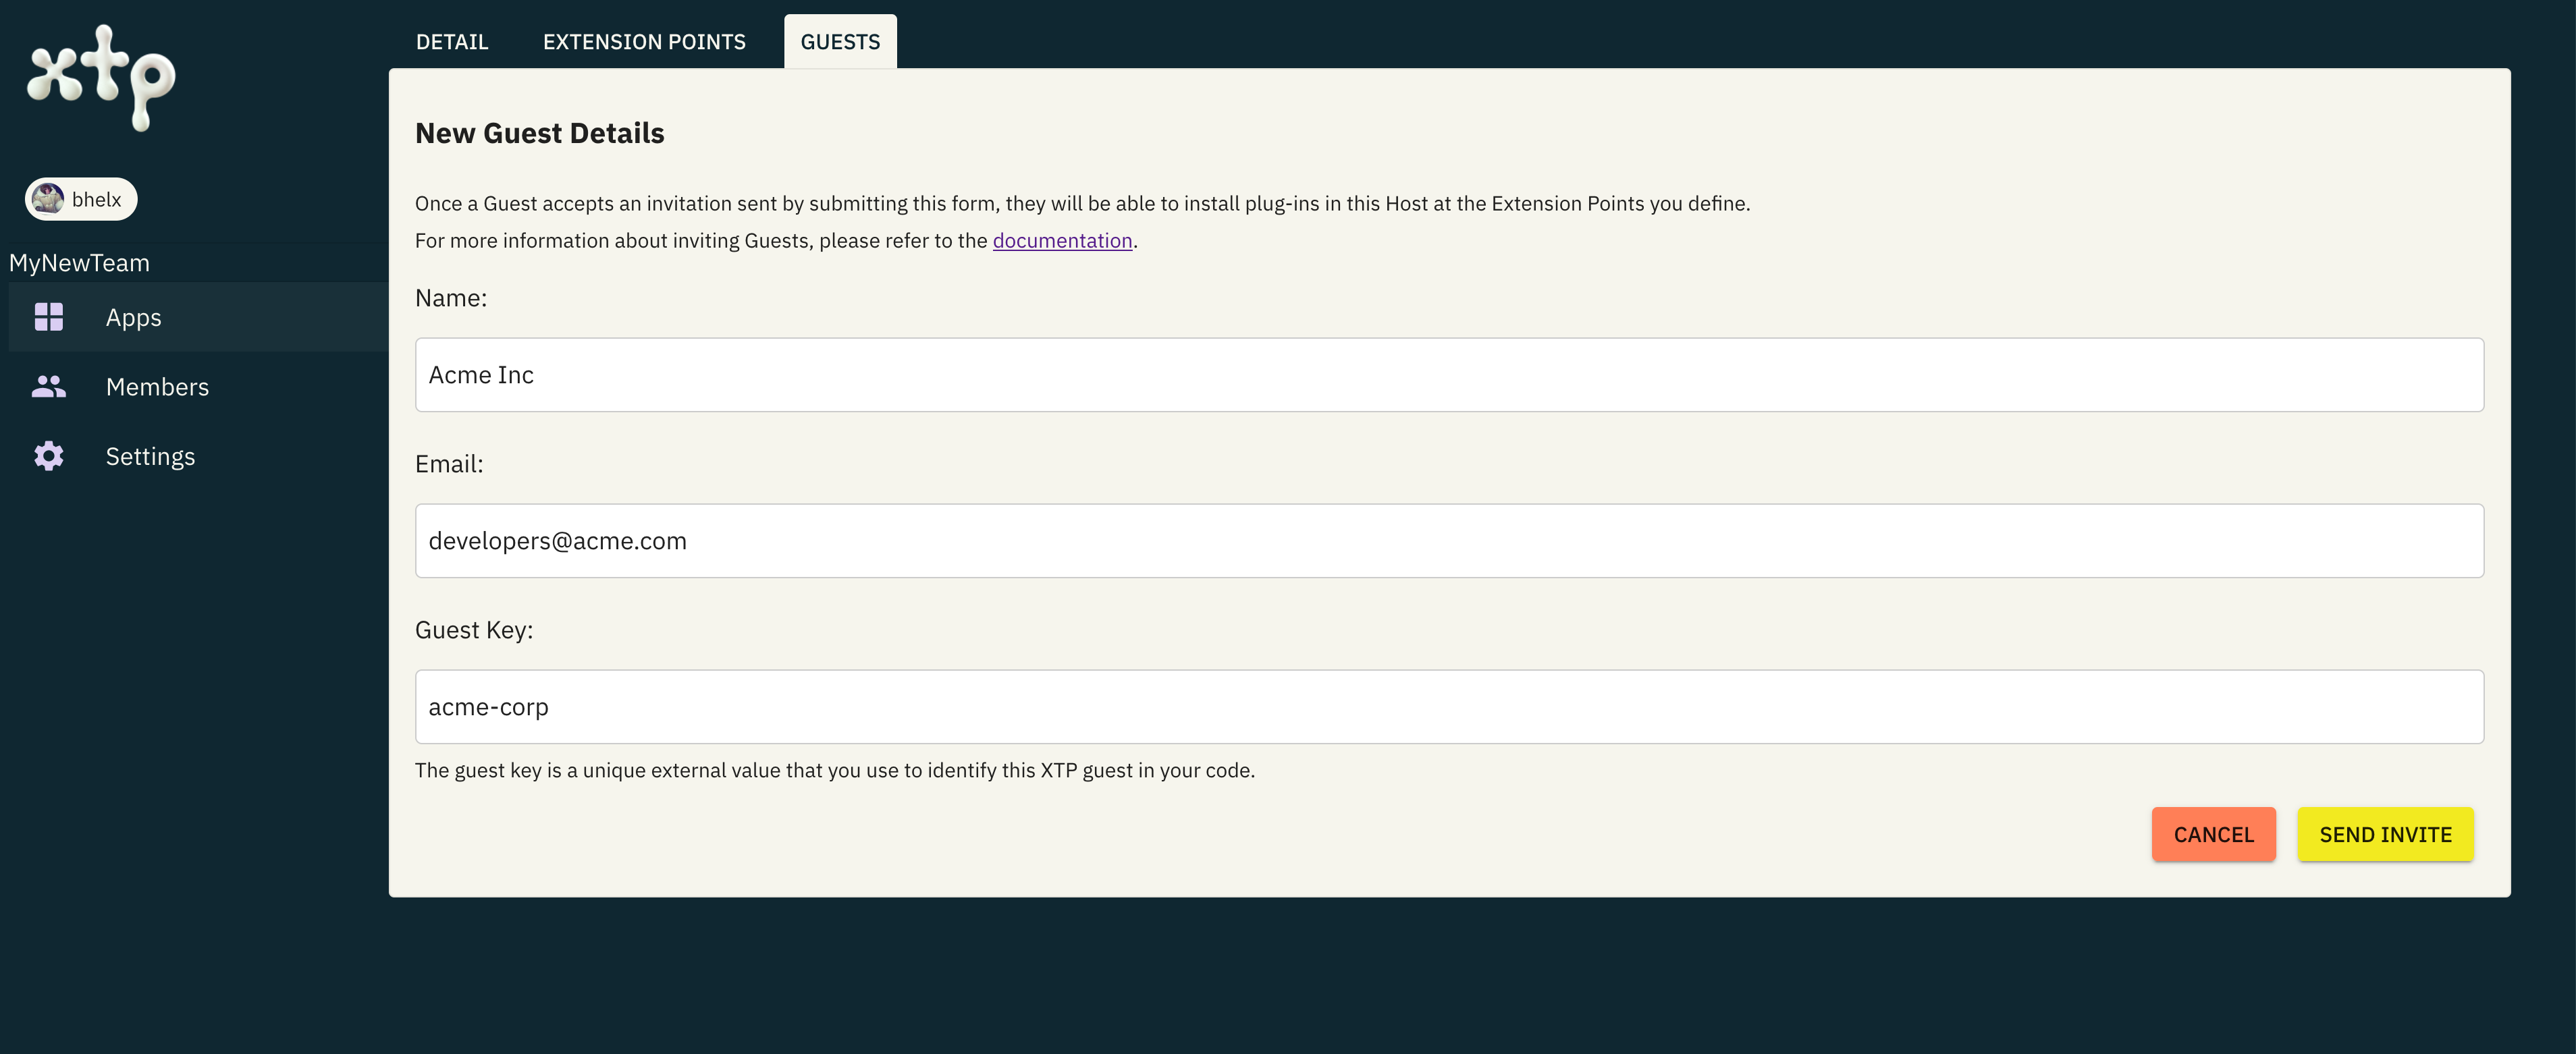 xtp
DETAIL
EXTENSION POINTS
GUESTS
bhelx
MyNewTeam
Apps
Members
Settings
New Guest Details
Once a Guest accepts an invitation sent by submitting this form, they will be able to install plug-ins in this Host at the Extension Points you define.
For more information about inviting Guests, please refer to the documentation.
Name:
Acme Inc
Email:
developers@acme.com
Guest Key:
acme-corp
The guest key is a unique external value that you use to identify this XTP guest in your code.
CANCEL
SEND INVITE